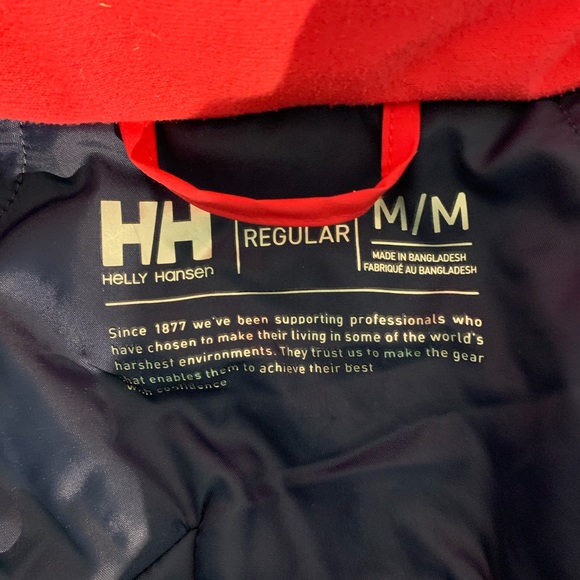 HH
HELLY HANSEN
REGULAR
M/M
MADE IN BANGLADESH
FABRIQUÉ AU BANGLADESH
Since 1877 we've been supporting professionals who
have chosen to make their living in some of the world's
harshest environments. They trust us to make the gear
that enables them to achieve their best
with confidence